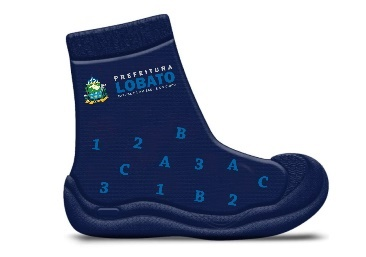 PREFEITURA
LOBATO
1 2 B
C A 3 A C
3 1 B 2